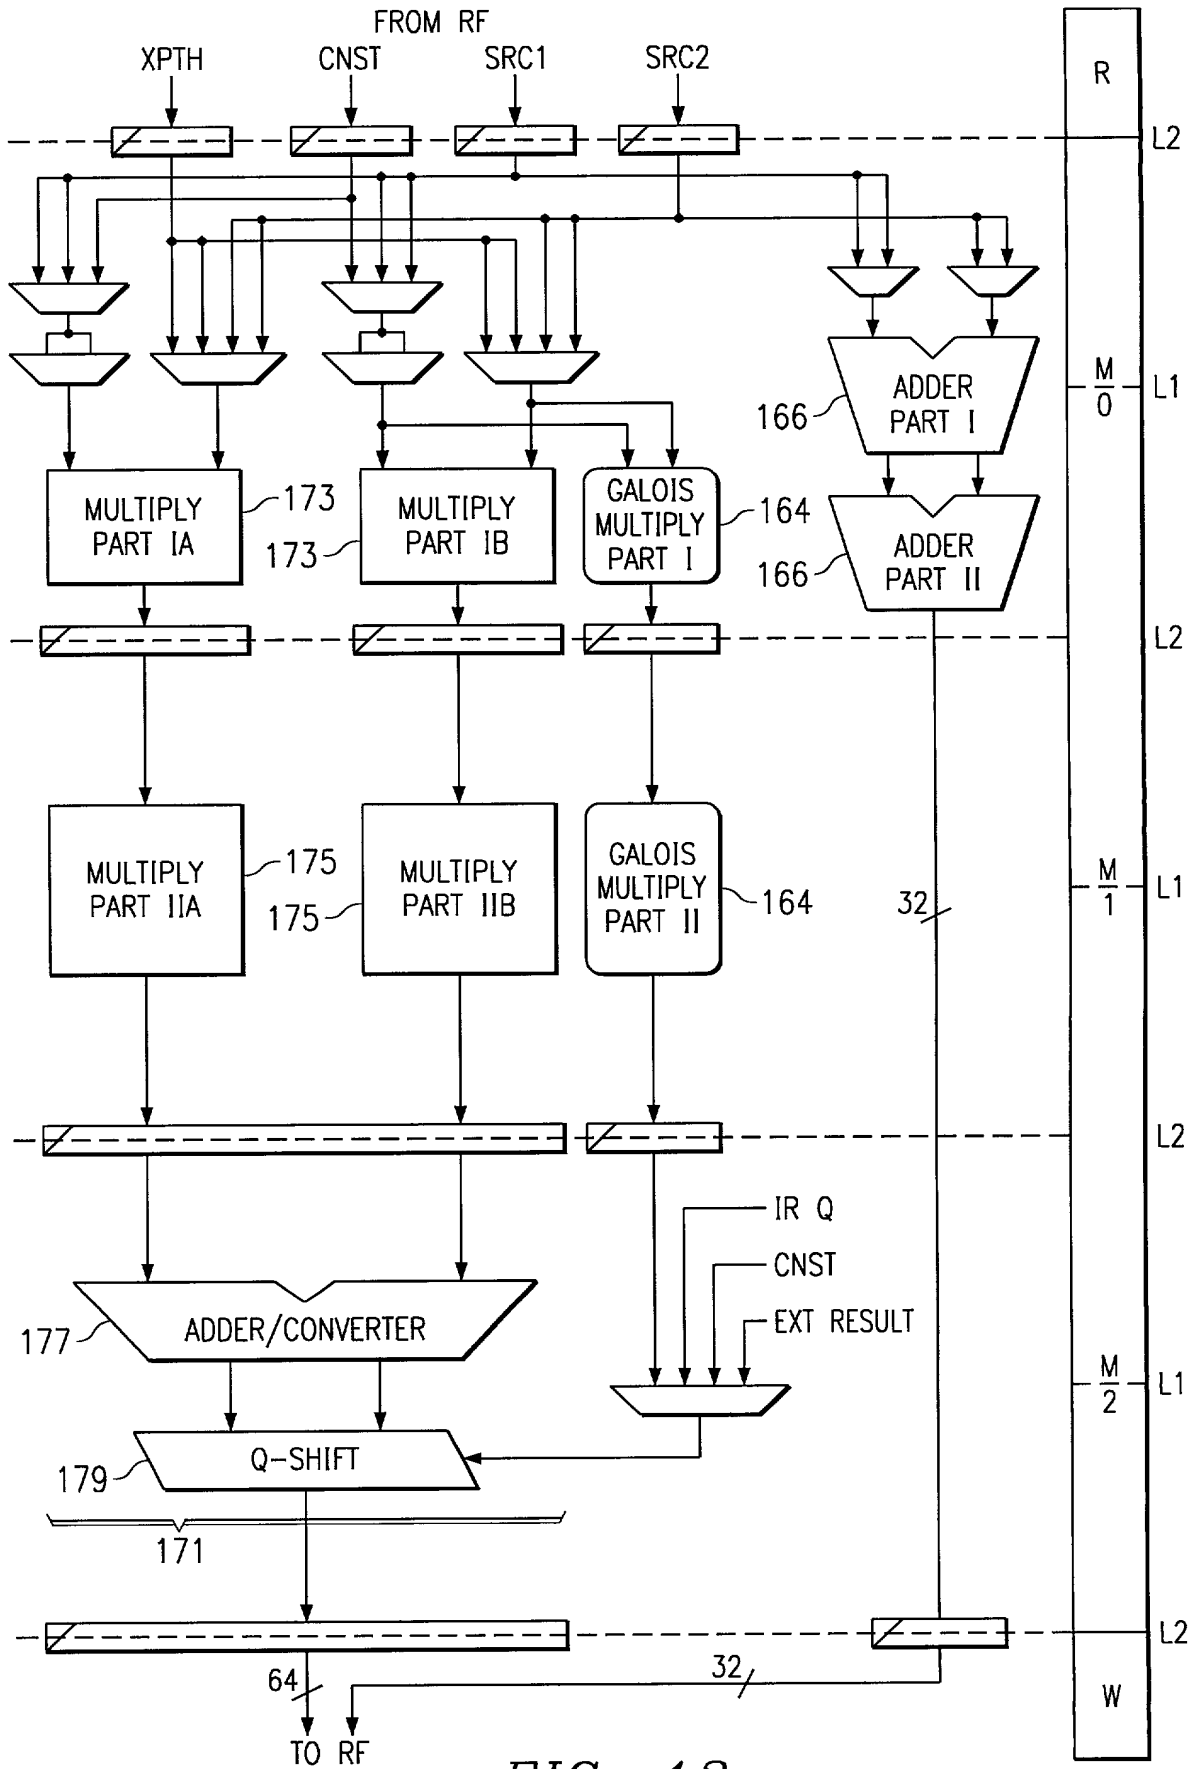 FROM RF
XPTH CNST SRC1 SRC2
R
L2
M
0
L1
ADDER
PART I
166
MULTIPLY
PART IA
173
MULTIPLY
PART IB
173
GALOIS
MULTIPLY
PART I
164
ADDER
PART II
166
L2
MULTIPLY
PART IIA
175
MULTIPLY
PART IIB
175
GALOIS
MULTIPLY
PART II
164
32
M
1
L1
L2
IR Q
CNST
EXT RESULT
ADDER/CONVERTER
177
M
2
L1
Q-SHIFT
179
171
L2
64
32
W
TO RF